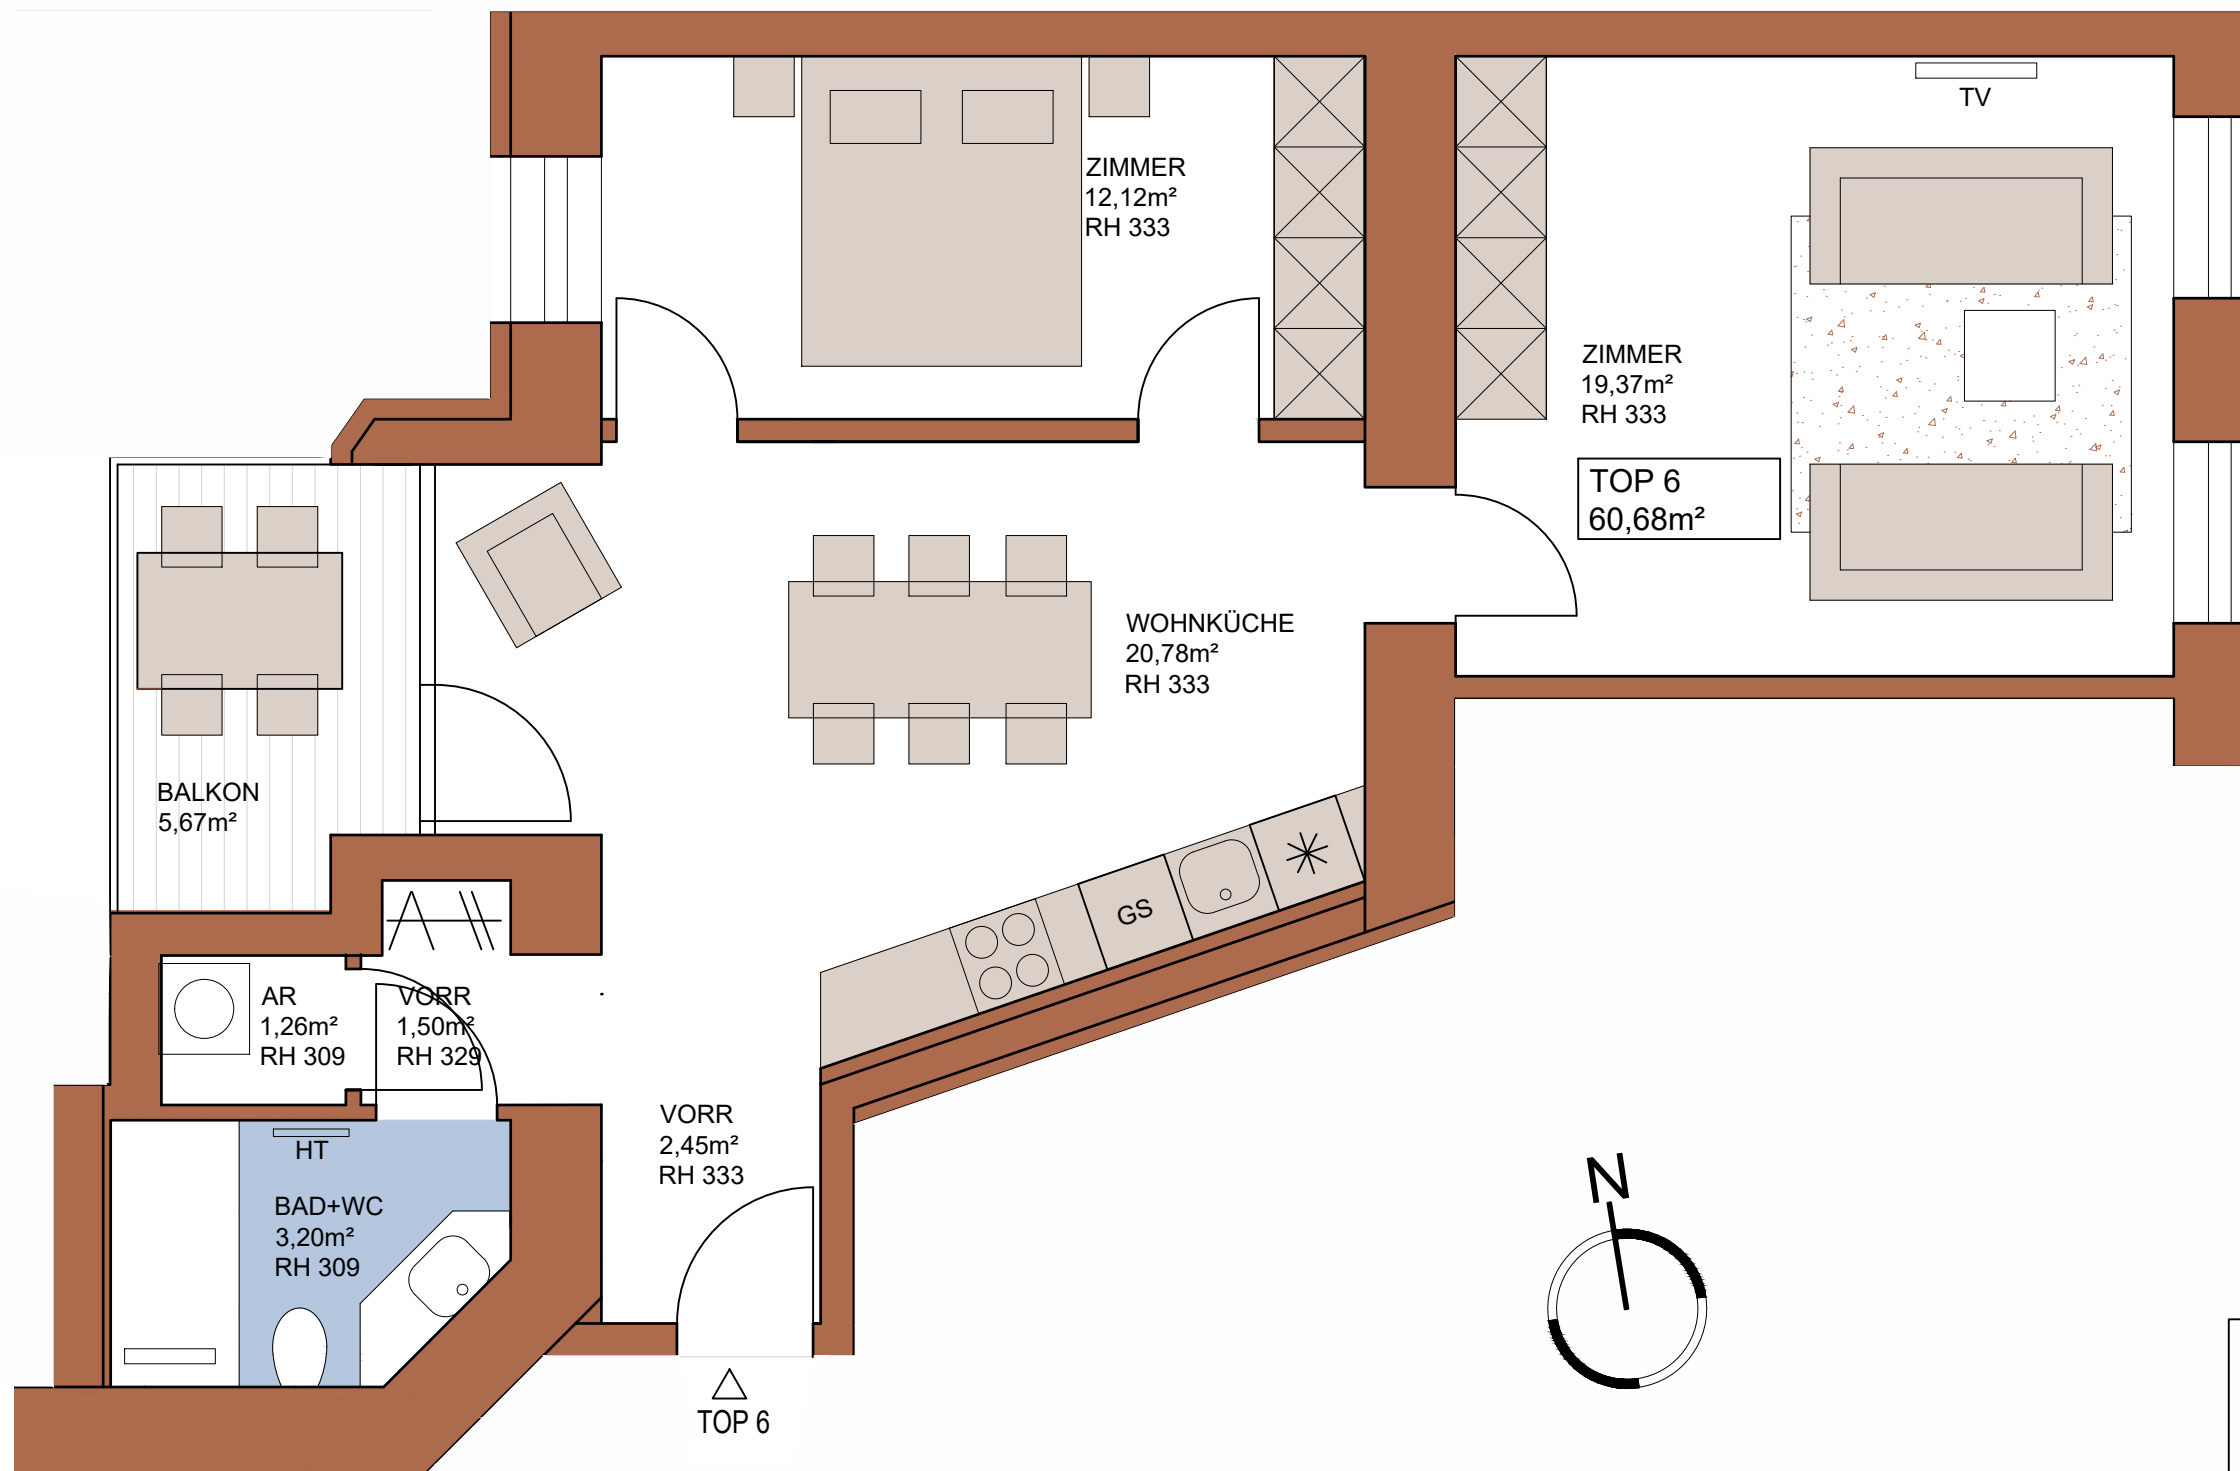 TV
ZIMMER
12,12m²
RH 333
ZIMMER
19,37m²
RH 333
TOP 6
60,68m²
WOHNKÜCHE
20,78m²
RH 333
BALKON
5,67m²
GS
AR
1,26m²
RH 309
VORR
1,50m²
RH 329
VORR
2,45m²
RH 333
HT
BAD+WC
3,20m²
RH 309
N
TOP 6